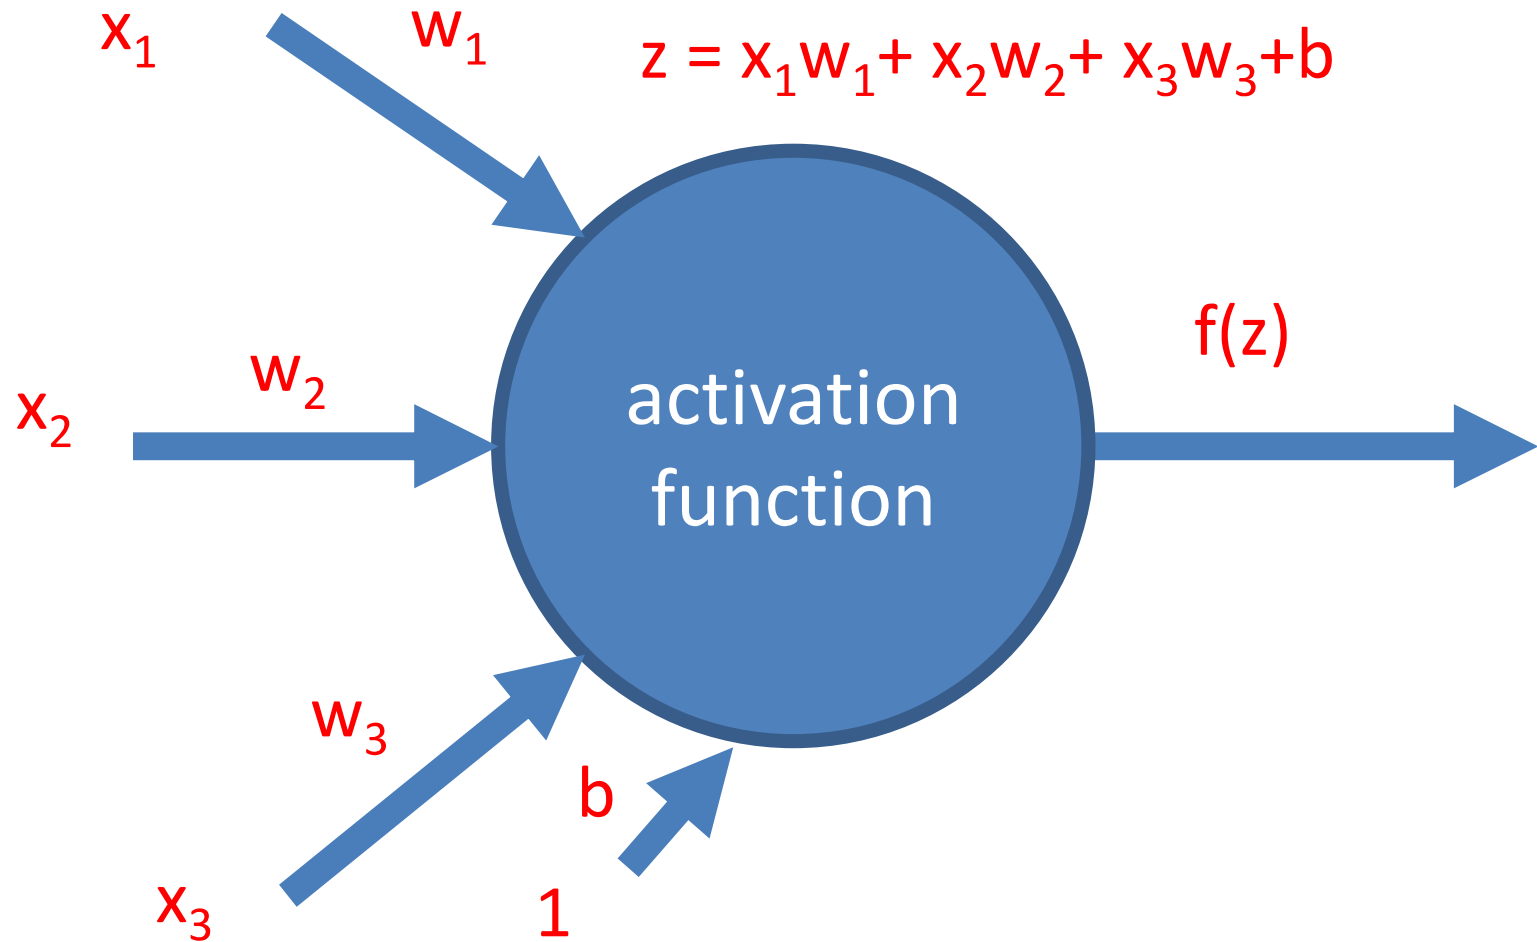 x₁
w₁
z = x₁w₁+ x₂w₂+ x₃w₃+b
w₂
x₂
activation
function
f(z)
w₃
b
x₃
1